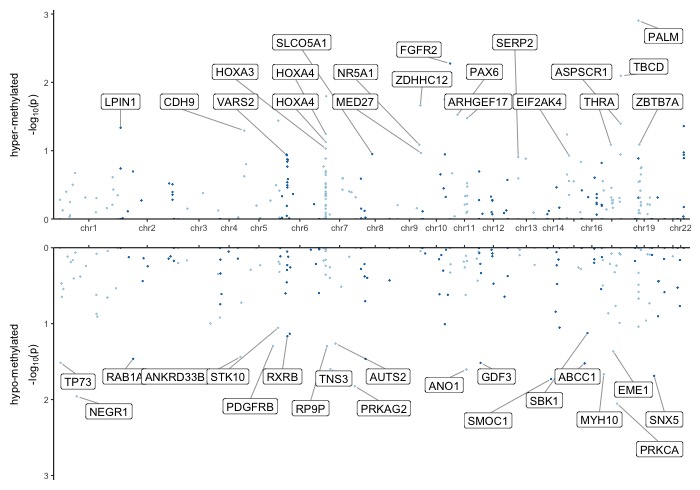 3
SLCO5A1
SERP2
PALM
FGFR2
HOXA3
HOXA4
NR5A1
ZDHHC12
PAX6
ASPSCR1
TBCD
2
LPIN1
CDH9
VARS2
HOXA4
MED27
ARHGEF17
EIF2AK4
THRA
ZBTB7A
hyper-methylated
-log10(p)
1
0
chr1
chr2
chr3
chr4
chr5
chr6
chr7
chr8
chr9
chr10
chr11
chr12
chr13
chr14
chr16
chr17
chr19
chr22
0
hypo-methylated
-log10(p)
1
TP73
RAB1A
ANKRD33B
STK10
RXRB
TNS3
AUTS2
ANO1
GDF3
ABCC1
EME1
2
NEGR1
PDGFRB
RP9P
PRKAG2
SBK1
SMOC1
MYH10
SNX5
PRKCA
3